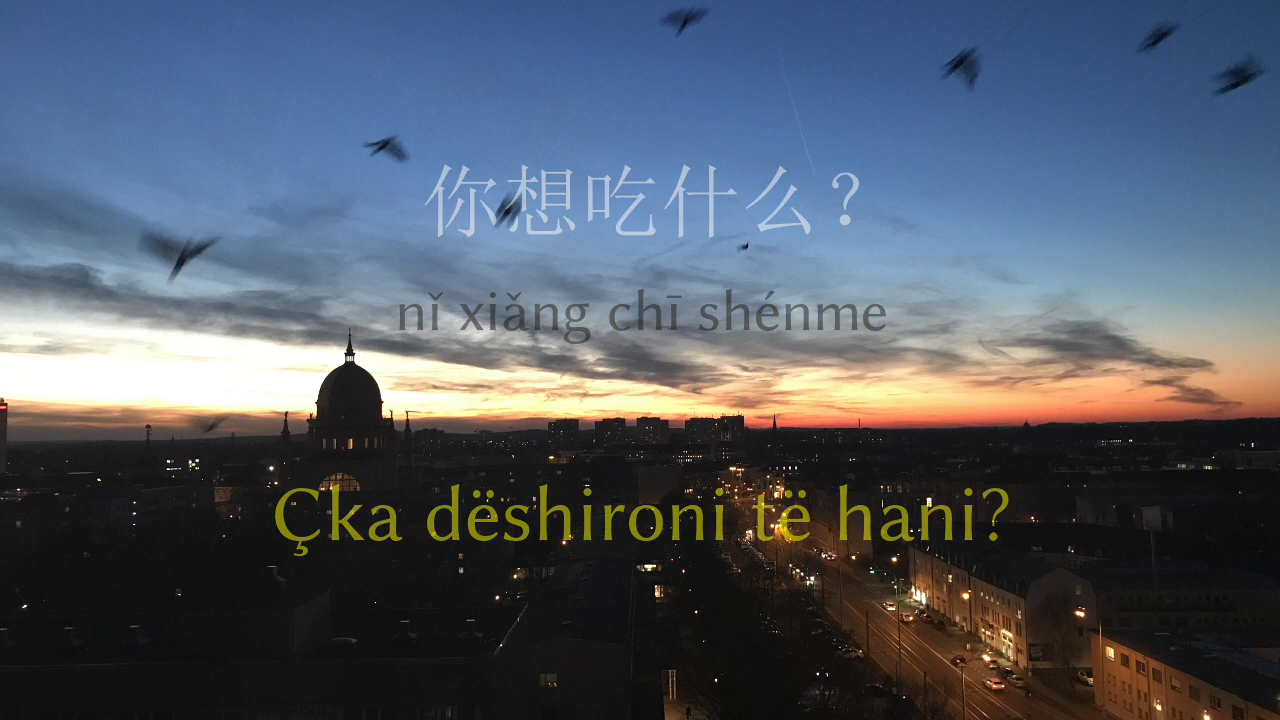 你想吃什么？
nǐ xiǎng chī shénme
Çka dëshironi të hani?